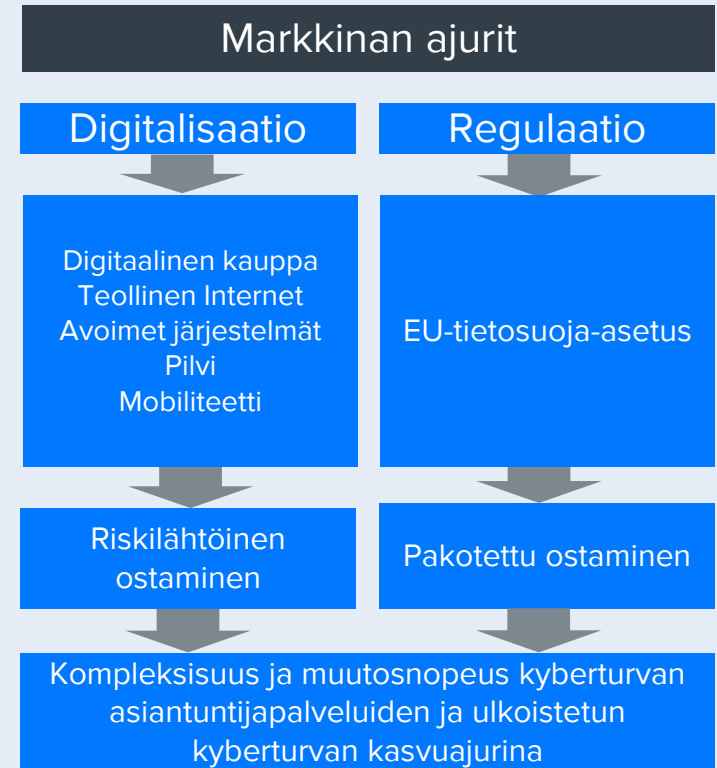 Markkinan ajurit
Digitalisaatio
Regulaatio
Digitaalinen kauppa
Teollinen Internet
Avoimet järjestelmät
Pilvi
Mobiliteetti
EU-tietosuoja-asetus
Riskilähtöinen
ostaminen
Pakotettu ostaminen
Kompleksisuus ja muutosnopeus kyberturvan
asiantuntijapalveluiden ja ulkoistetun
kyberturvan kasvuajurina